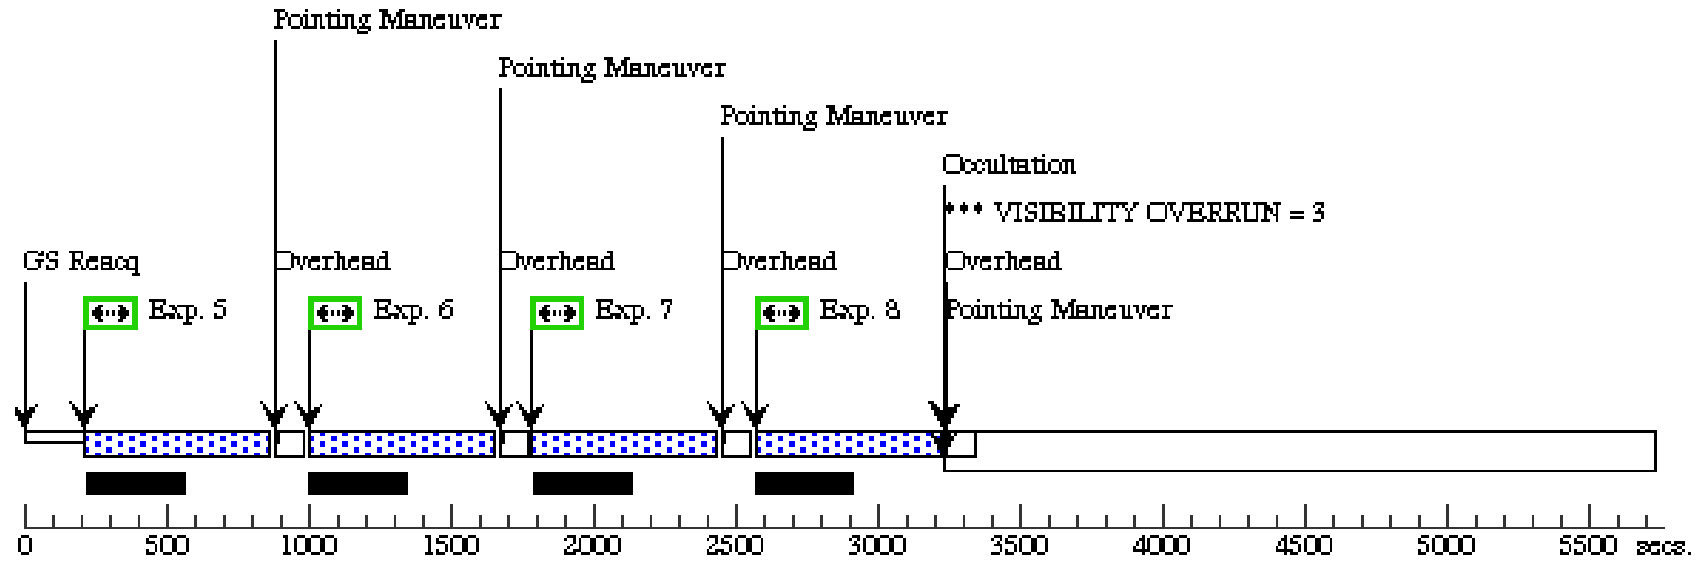 Pointing Maneuver
Pointing Maneuver
Pointing Maneuver
Occultation
*** VISIBILITY OVERRUN = 3
GS Reacq Overhead Overhead Overhead Overhead
Exp. 5 Exp. 6 Exp. 7 Exp. 8 Pointing Maneuver
0 500 1000 1500 2000 2500 3000 3500 4000 4500 5000 5500 secs.